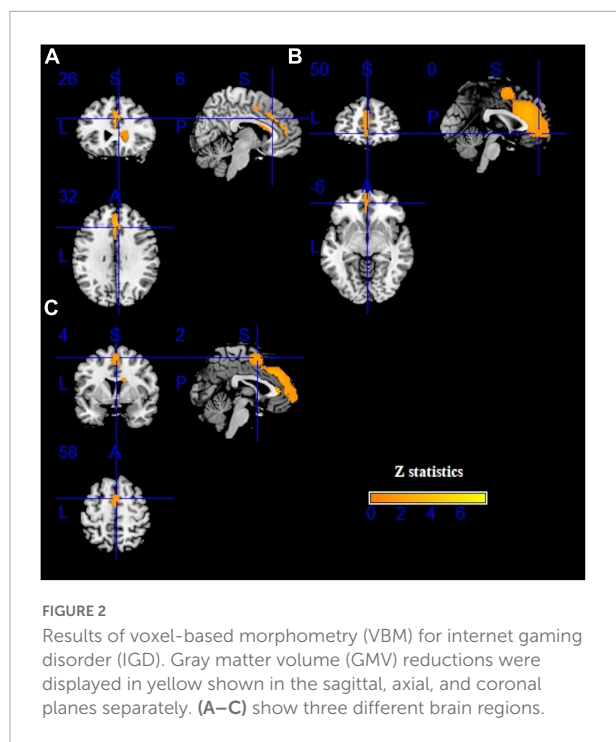 A
26 S
6 S
L
P
32 A
L
B
50 S
0 S
L
P
-6 A
L
C
4 S
2 S
L
P
58 A
L
Z statistics
0 2 4 6
FIGURE 2
Results of voxel-based morphometry (VBM) for internet gaming
disorder (IGD). Gray matter volume (GMV) reductions were
displayed in yellow shown in the sagittal, axial, and coronal
planes separately. (A–C) show three different brain regions.